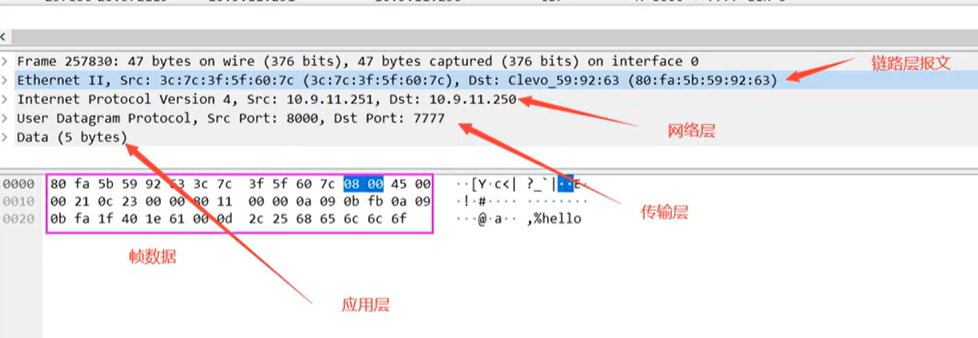 > Frame 257830: 47 bytes on wire (376 bits), 47 bytes captured (376 bits) on interface 0
> Ethernet II, Src: 3c:7c:3f:5f:60:7c (3c:7c:3f:5f:60:7c), Dst: Clevo_59:92:63 (80:fa:5b:59:92:63)
链路层报文
> Internet Protocol Version 4, Src: 10.9.11.251, Dst: 10.9.11.250
> User Datagram Protocol, Src Port: 8000, Dst Port: 7777
网络层
> Data (5 bytes)
0000 80 fa 5b 59 92 63 3c 7c 3f 5f 60 7c 08 00 45 00 ··[Y·c<| ?_`|··E·
0010 00 21 0c 23 00 00 80 11 00 00 0a 09 0b fb 0a 09 ·!·#···· ········
0020 0b fa 1f 40 1e 61 00 0d 2c 25 68 65 6c 6c 6f ···@·a·· ,%hello
传输层
帧数据
应用层